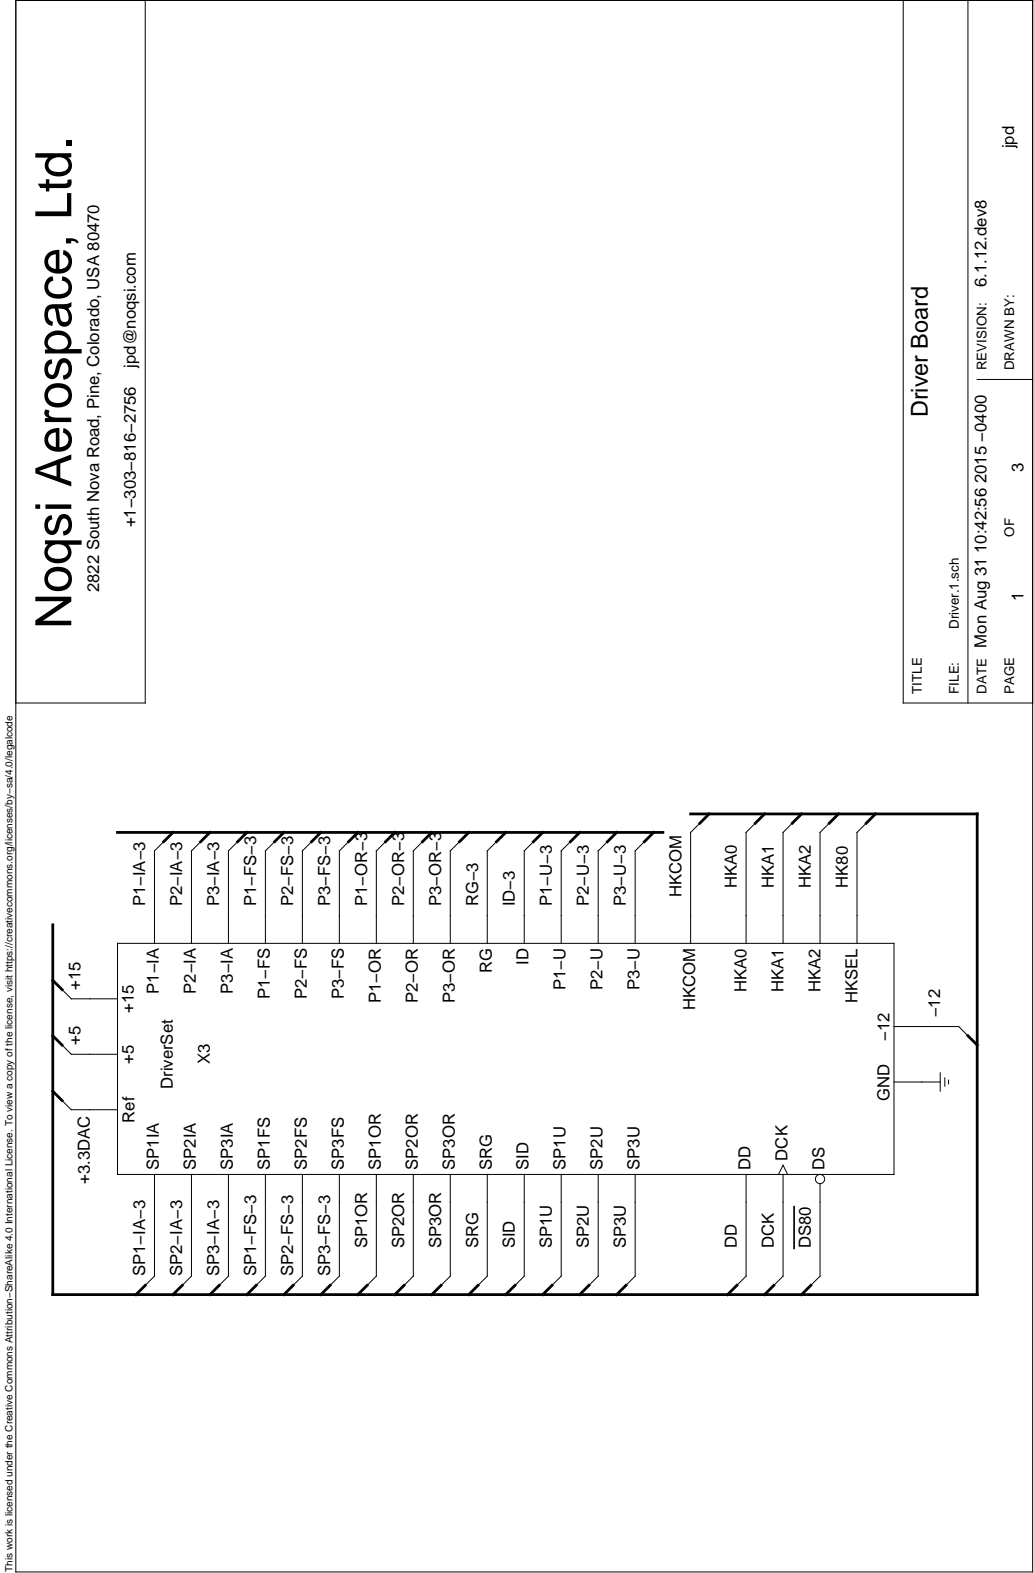 This work is licensed under the Creative Commons Attribution−ShareAlike 4.0 International License. To view a copy of the license, visit https://creativecommons.org/licenses/by−sa/4.0/legalcode
Noqsi Aerospace, Ltd.
2822 South Nova Road, Pine, Colorado, USA 80470
+1−303−816−2756 jpd@noqsi.com
+3.3DAC
+5
+15
Ref
+5
+15
DriverSet
X3
SP1−IA−3 SP1IA P1−IA P1−IA−3
SP2−IA−3 SP2IA P2−IA P2−IA−3
SP3−IA−3 SP3IA P3−IA P3−IA−3
SP1−FS−3 SP1FS P1−FS P1−FS−3
SP2−FS−3 SP2FS P2−FS P2−FS−3
SP3−FS−3 SP3FS P3−FS P3−FS−3
SP1OR SP1OR P1−OR P1−OR−3
SP2OR SP2OR P2−OR P2−OR−3
SP3OR SP3OR P3−OR P3−OR−3
SRG SRG RG RG−3
SID SID ID ID−3
SP1U SP1U P1−U P1−U−3
SP2U SP2U P2−U P2−U−3
SP3U SP3U P3−U P3−U−3
HKCOM HKCOM
DD DD HKA0 HKA0
DCK DCK HKA1 HKA1
DS80 DS HKA2 HKA2
HKSEL HK80
GND −12
−12
TITLE
Driver Board
FILE: Driver.1.sch
DATE Mon Aug 31 10:42:56 2015 −0400 REVISION: 6.1.12.dev8
PAGE 1 OF 3 DRAWN BY: jpd